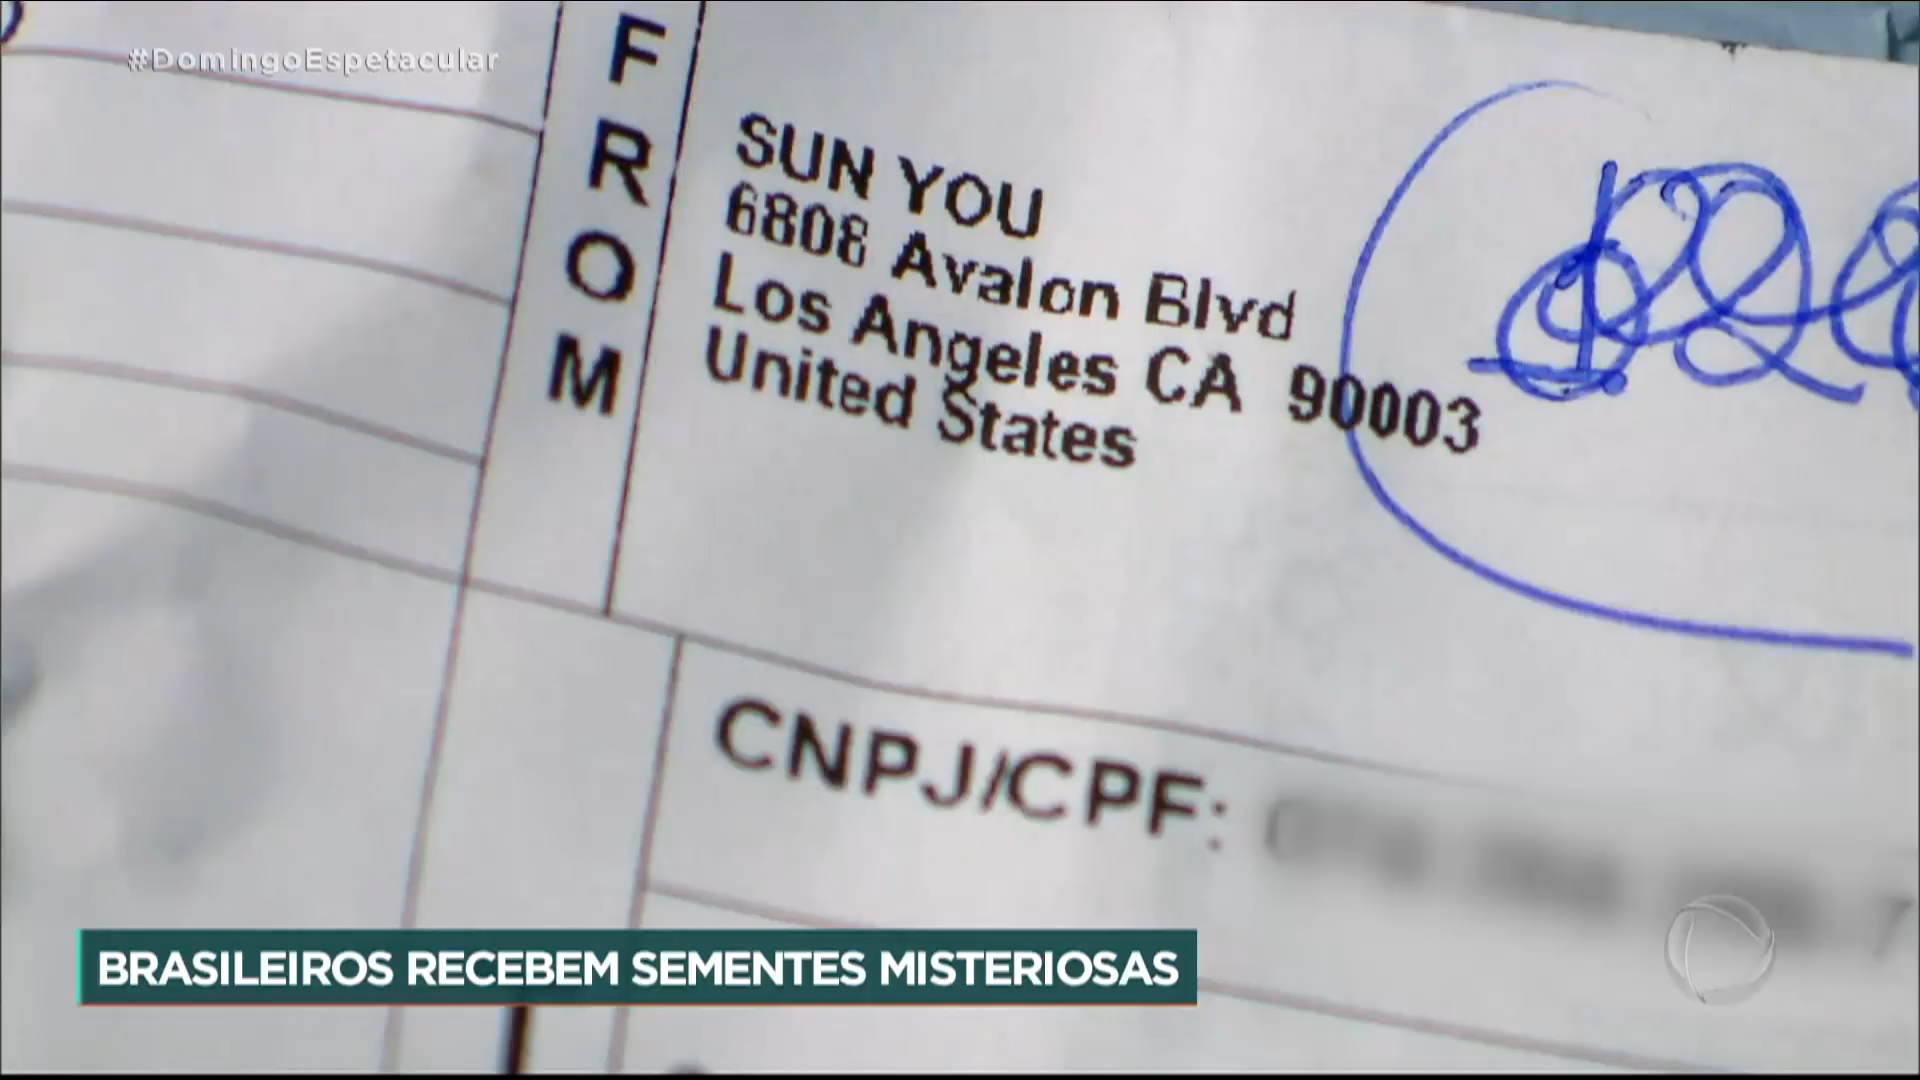 #DomingoEspetacular
FROM
SUN YOU
6808 Avalon Blvd
Los Angeles CA 90003
United States
CNPJ/CPF:
BRASILEIROS RECEBEM SEMENTES MISTERIOSAS